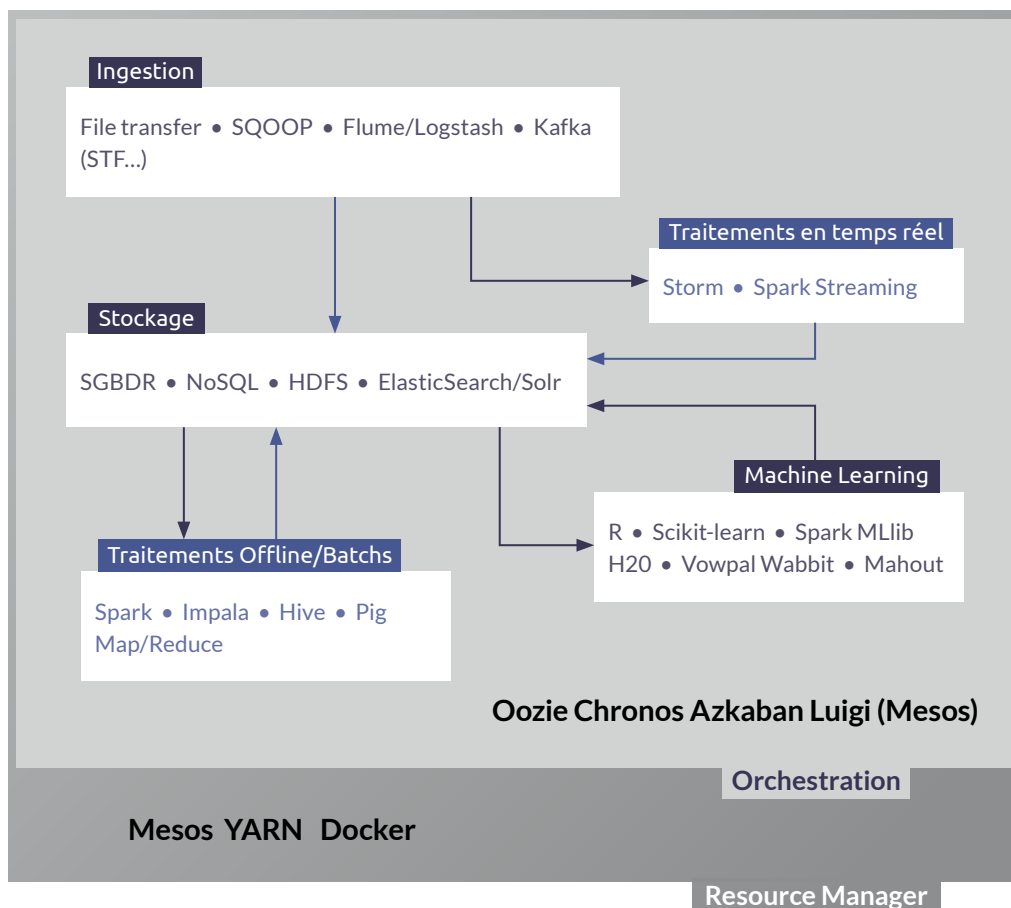 Ingestion
File transfer • SQOOP • Flume/Logstash • Kafka
(STF...)
Traitements en temps réel
Storm • Spark Streaming
Stockage
SGBDR • NoSQL • HDFS • ElasticSearch/Solr
Machine Learning
R • Scikit-learn • Spark MLlib
H20 • Vowpal Wabbit • Mahout
Traitements Offline/Batchs
Spark • Impala • Hive • Pig
Map/Reduce
Oozie Chronos Azkaban Luigi (Mesos)
Orchestration
Mesos YARN Docker
Resource Manager